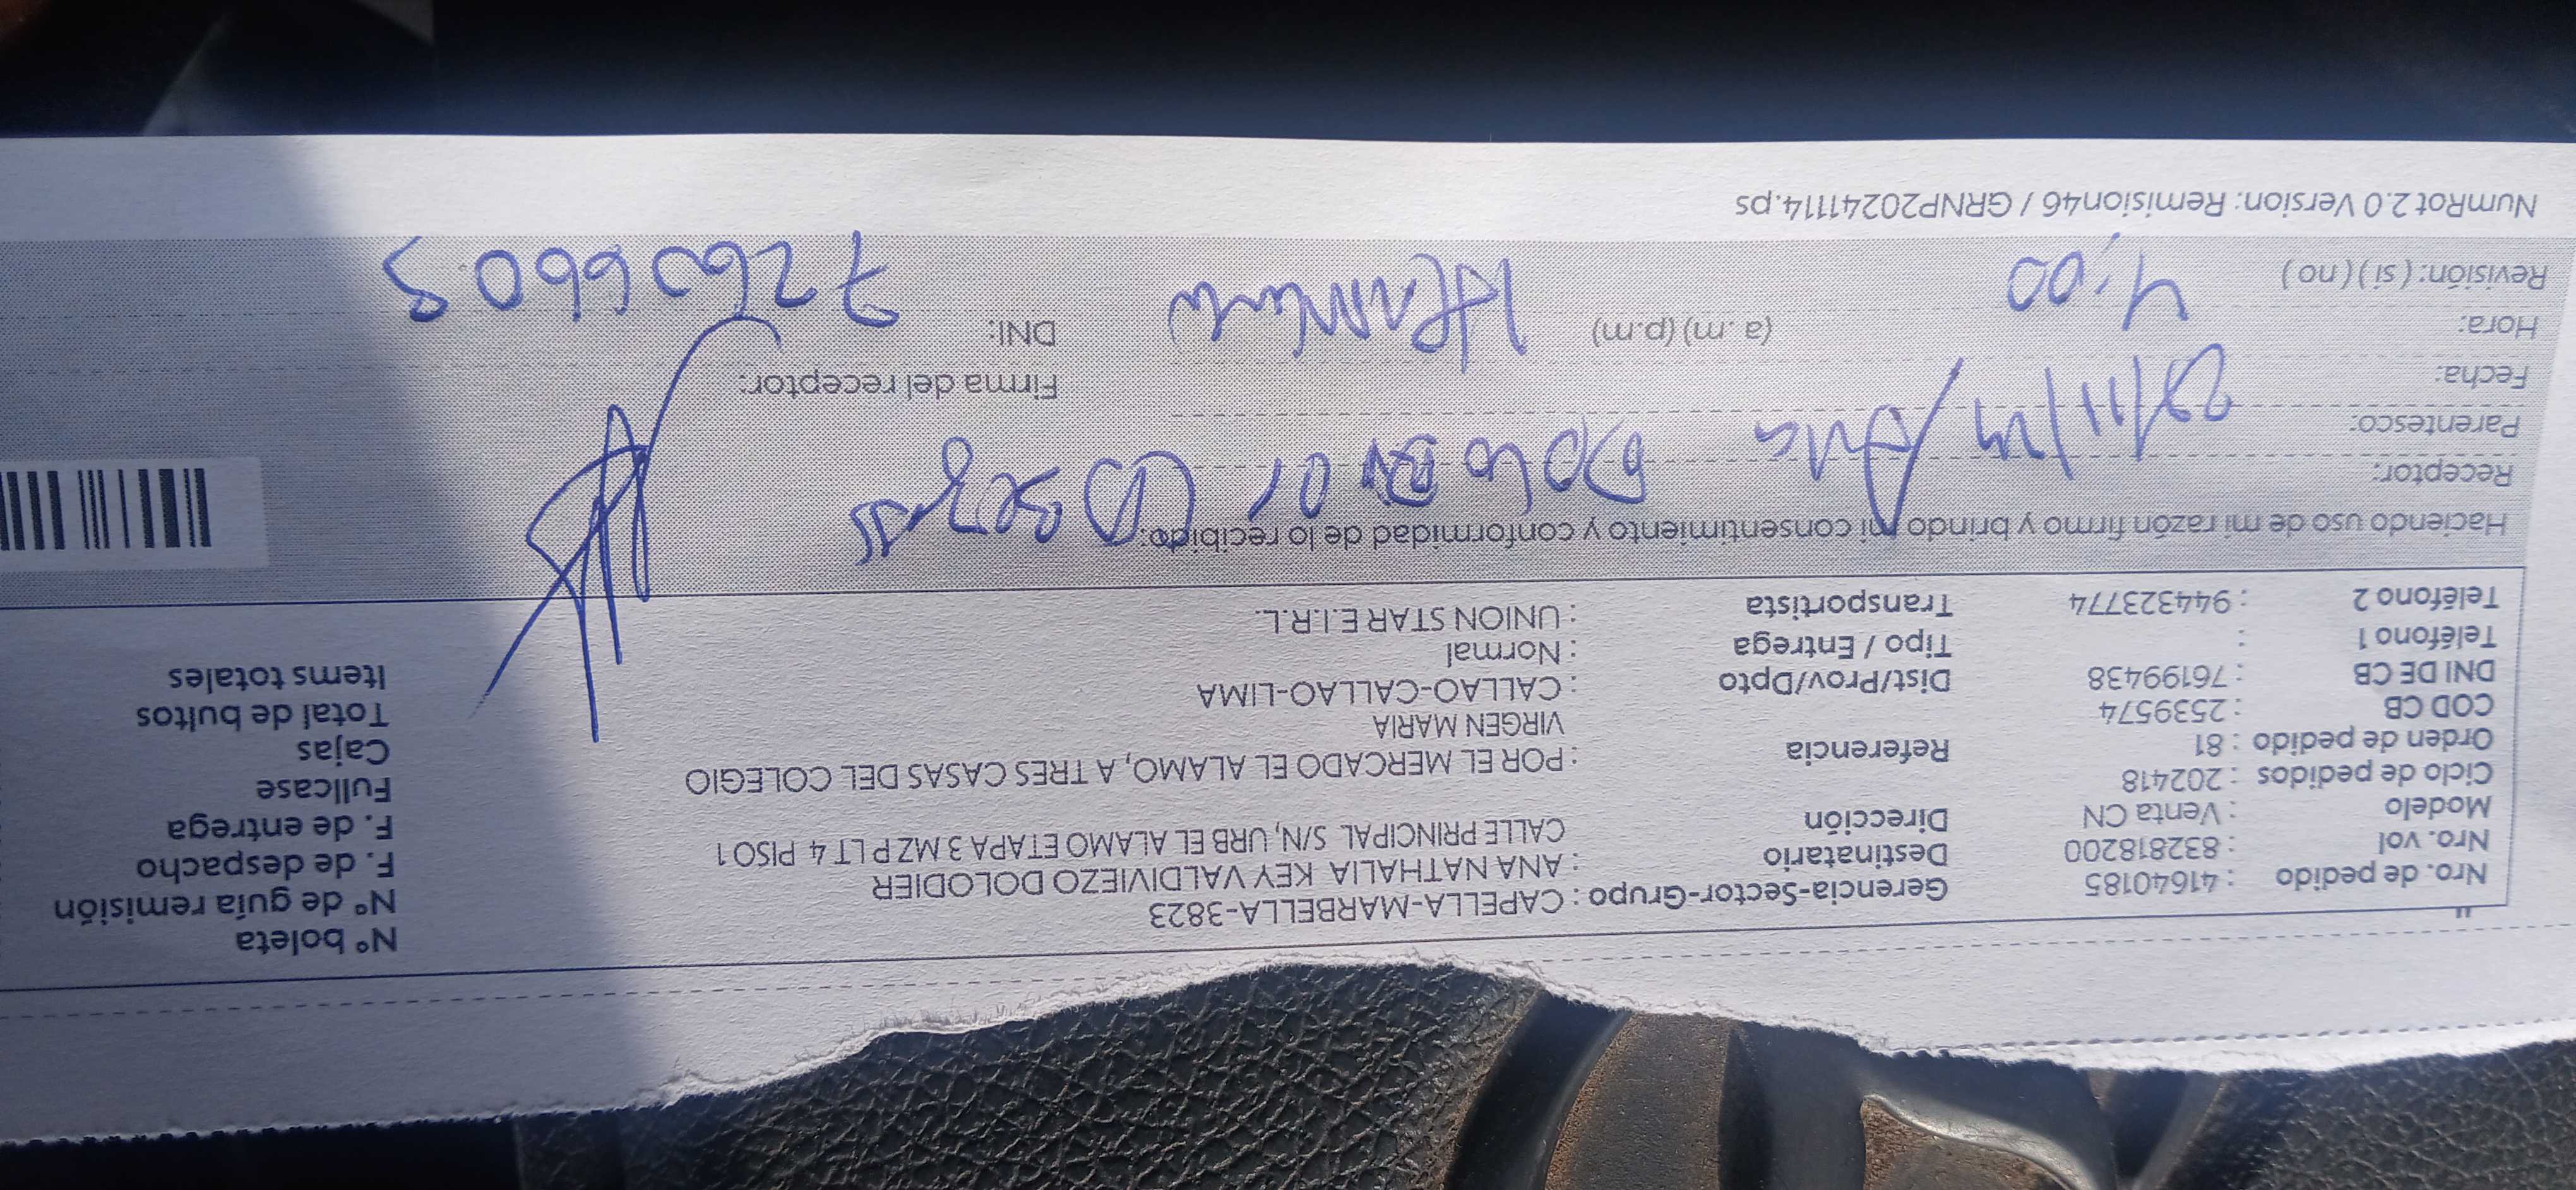 Nº boleta
Nro. de pedido : 41640185 Gerencia-Sector-Grupo : CAPELLA-MARBELLA-3823 Nº de guía remisión
Nro. vol : 832818200 Destinatario : ANA NATHALIA KEY VALDIVIEZO DOLODIER F. de despacho
Modelo : Venta CN Dirección CALLE PRINCIPAL S/N, URB EL ALAMO ETAPA 3 MZ P LT 4 PISO 1 F. de entrega
Ciclo de pedidos : 202418 Fullcase
Orden de pedido : 81 Referencia : POR EL MERCADO EL ALAMO, A TRES CASAS DEL COLEGIO Cajas
COD CB : 2539574 VIRGEN MARIA Total de bultos
DNI DE CB : 76199438 Dist/Prov/Dpto : CALLAO-CALLAO-LIMA Items totales
Teléfono 1 : Tipo / Entrega : Normal
Teléfono 2 : 944323774 Transportista : UNION STAR E.I.R.L.
Haciendo uso de mi razón firmo y brindo mi consentimiento y conformidad de lo recibido:
Receptor: Ana
Parentesco:
Fecha: Firma del receptor:
Hora: 4:00 (a.m) (p.m) DNI:
Revisión: (si) (no)
NumRot 2.0 Version: Remision46 / GRNP20241114.ps